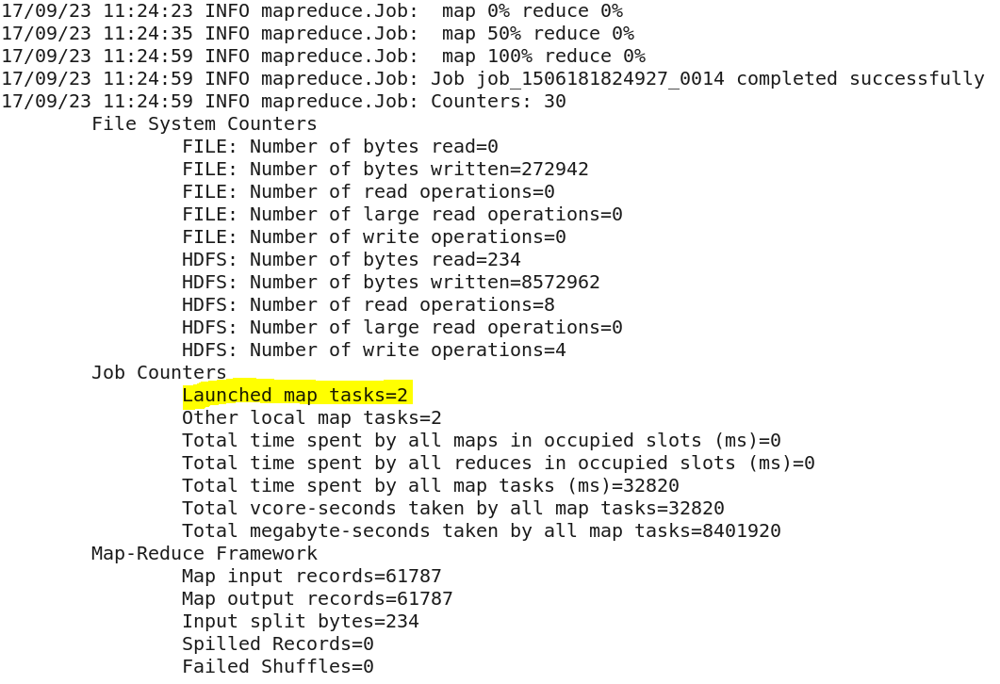 17/09/23 11:24:23 INFO mapreduce.Job:  map 0% reduce 0%
17/09/23 11:24:35 INFO mapreduce.Job:  map 50% reduce 0%
17/09/23 11:24:59 INFO mapreduce.Job:  map 100% reduce 0%
17/09/23 11:24:59 INFO mapreduce.Job: Job job_1506181824927_0014 completed successfully
17/09/23 11:24:59 INFO mapreduce.Job: Counters: 30
File System Counters
FILE: Number of bytes read=0
FILE: Number of bytes written=272942
FILE: Number of read operations=0
FILE: Number of large read operations=0
FILE: Number of write operations=0
HDFS: Number of bytes read=234
HDFS: Number of bytes written=8572962
HDFS: Number of read operations=8
HDFS: Number of large read operations=0
HDFS: Number of write operations=4
Job Counters
Launched map tasks=2
Other local map tasks=2
Total time spent by all maps in occupied slots (ms)=0
Total time spent by all reduces in occupied slots (ms)=0
Total time spent by all map tasks (ms)=32820
Total vcore-seconds taken by all map tasks=32820
Total megabyte-seconds taken by all map tasks=8401920
Map-Reduce Framework
Map input records=61787
Map output records=61787
Input split bytes=234
Spilled Records=0
Failed Shuffles=0